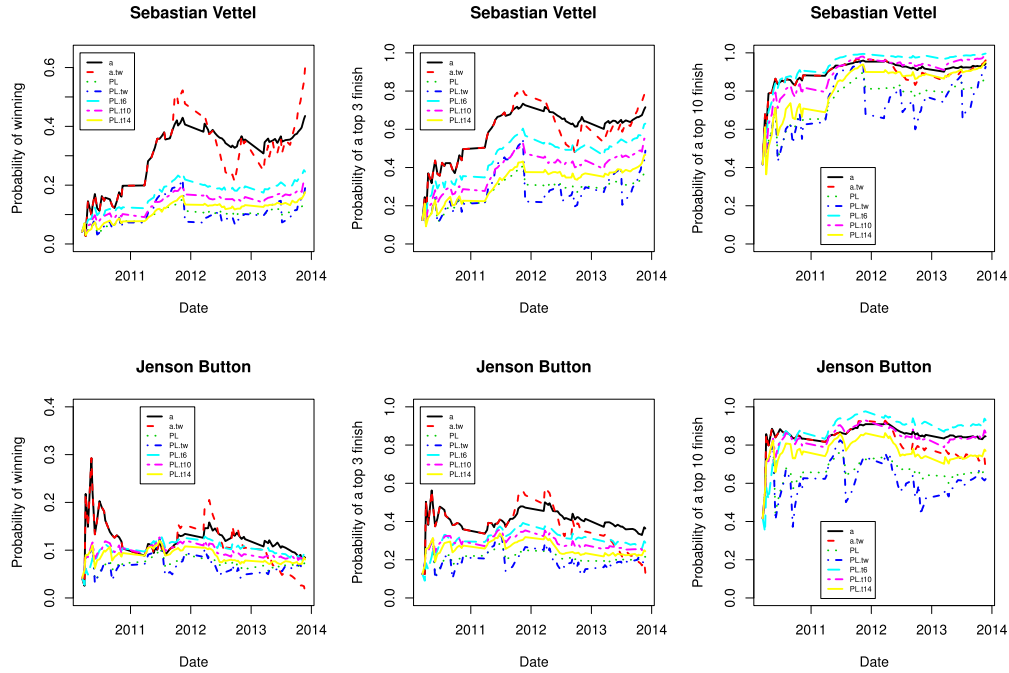 Sebastian Vettel
Probability of winning
0.0
0.2
0.4
0.6
a
a.tw
PL
PL.tw
PL.t6
PL.t10
PL.t14
2011
2012
2013
2014
Date
Sebastian Vettel
Probability of a top 3 finish
0.0
0.2
0.4
0.6
0.8
1.0
a
a.tw
PL
PL.tw
PL.t6
PL.t10
PL.t14
2011
2012
2013
2014
Date
Sebastian Vettel
Probability of a top 10 finish
0.0
0.2
0.4
0.6
0.8
1.0
a
a.tw
PL
PL.tw
PL.t6
PL.t10
PL.t14
2011
2012
2013
2014
Date
Jenson Button
Probability of winning
0.0
0.1
0.2
0.3
0.4
a
a.tw
PL
PL.tw
PL.t6
PL.t10
PL.t14
2011
2012
2013
2014
Date
Jenson Button
Probability of a top 3 finish
0.0
0.2
0.4
0.6
0.8
1.0
a
a.tw
PL
PL.tw
PL.t6
PL.t10
PL.t14
2011
2012
2013
2014
Date
Jenson Button
Probability of a top 10 finish
0.0
0.2
0.4
0.6
0.8
1.0
a
a.tw
PL
PL.tw
PL.t6
PL.t10
PL.t14
2011
2012
2013
2014
Date